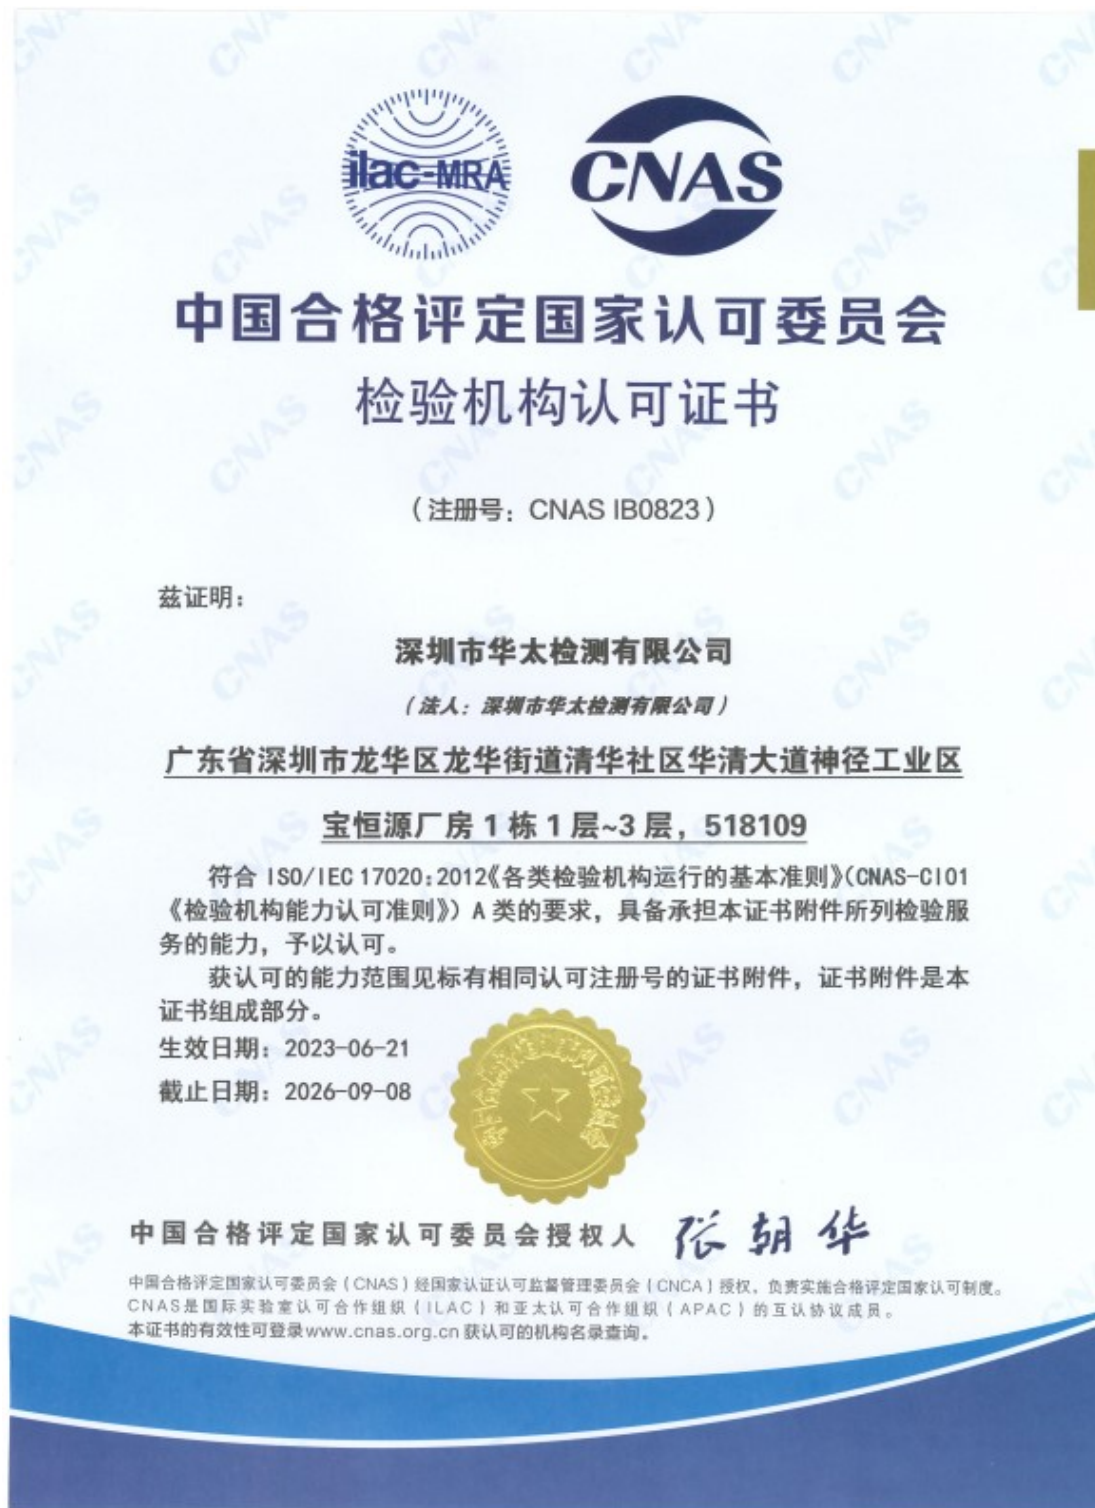 ilac-MRA
CNAS
中国合格评定国家认可委员会
检验机构认可证书
（注册号：CNAS IB0823）
兹证明：
深圳市华太检测有限公司
（法人：深圳市华太检测有限公司）
广东省深圳市龙华区龙华街道清华社区华清大道神径工业区
宝恒源厂房 1 栋 1 层~3 层，518109
符合 ISO/IEC 17020:2012《各类检验机构运行的基本准则》（CNAS-CI01
《检验机构能力认可准则》）A 类的要求，具备承担本证书附件所列检验服
务的能力，予以认可。
获认可的能力范围见标有相同认可注册号的证书附件，证书附件是本
证书组成部分。
生效日期：2023-06-21
截止日期：2026-09-08
中国合格评定国家认可委员会授权人 张朝华
中国合格评定国家认可委员会（CNAS）经国家认证认可监督管理委员会（CNCA）授权，负责实施合格评定国家认可制度。
CNAS是国际实验室认可合作组织（ILAC）和亚太认可合作组织（APAC）的互认协议成员。
本证书的有效性可登录www.cnas.org.cn 获认可的机构名录查询。